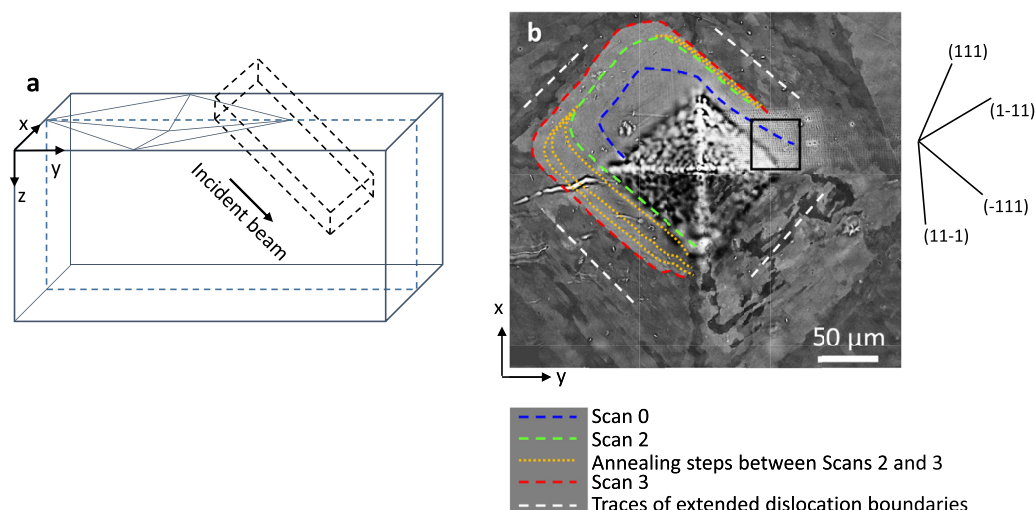 a
x
y
z
Incident beam
b
(111)
(1-11)
(-111)
(11-1)
50 µm
x
y
Scan 0
Scan 2
Annealing steps between Scans 2 and 3
Scan 3
Traces of extended dislocation boundaries